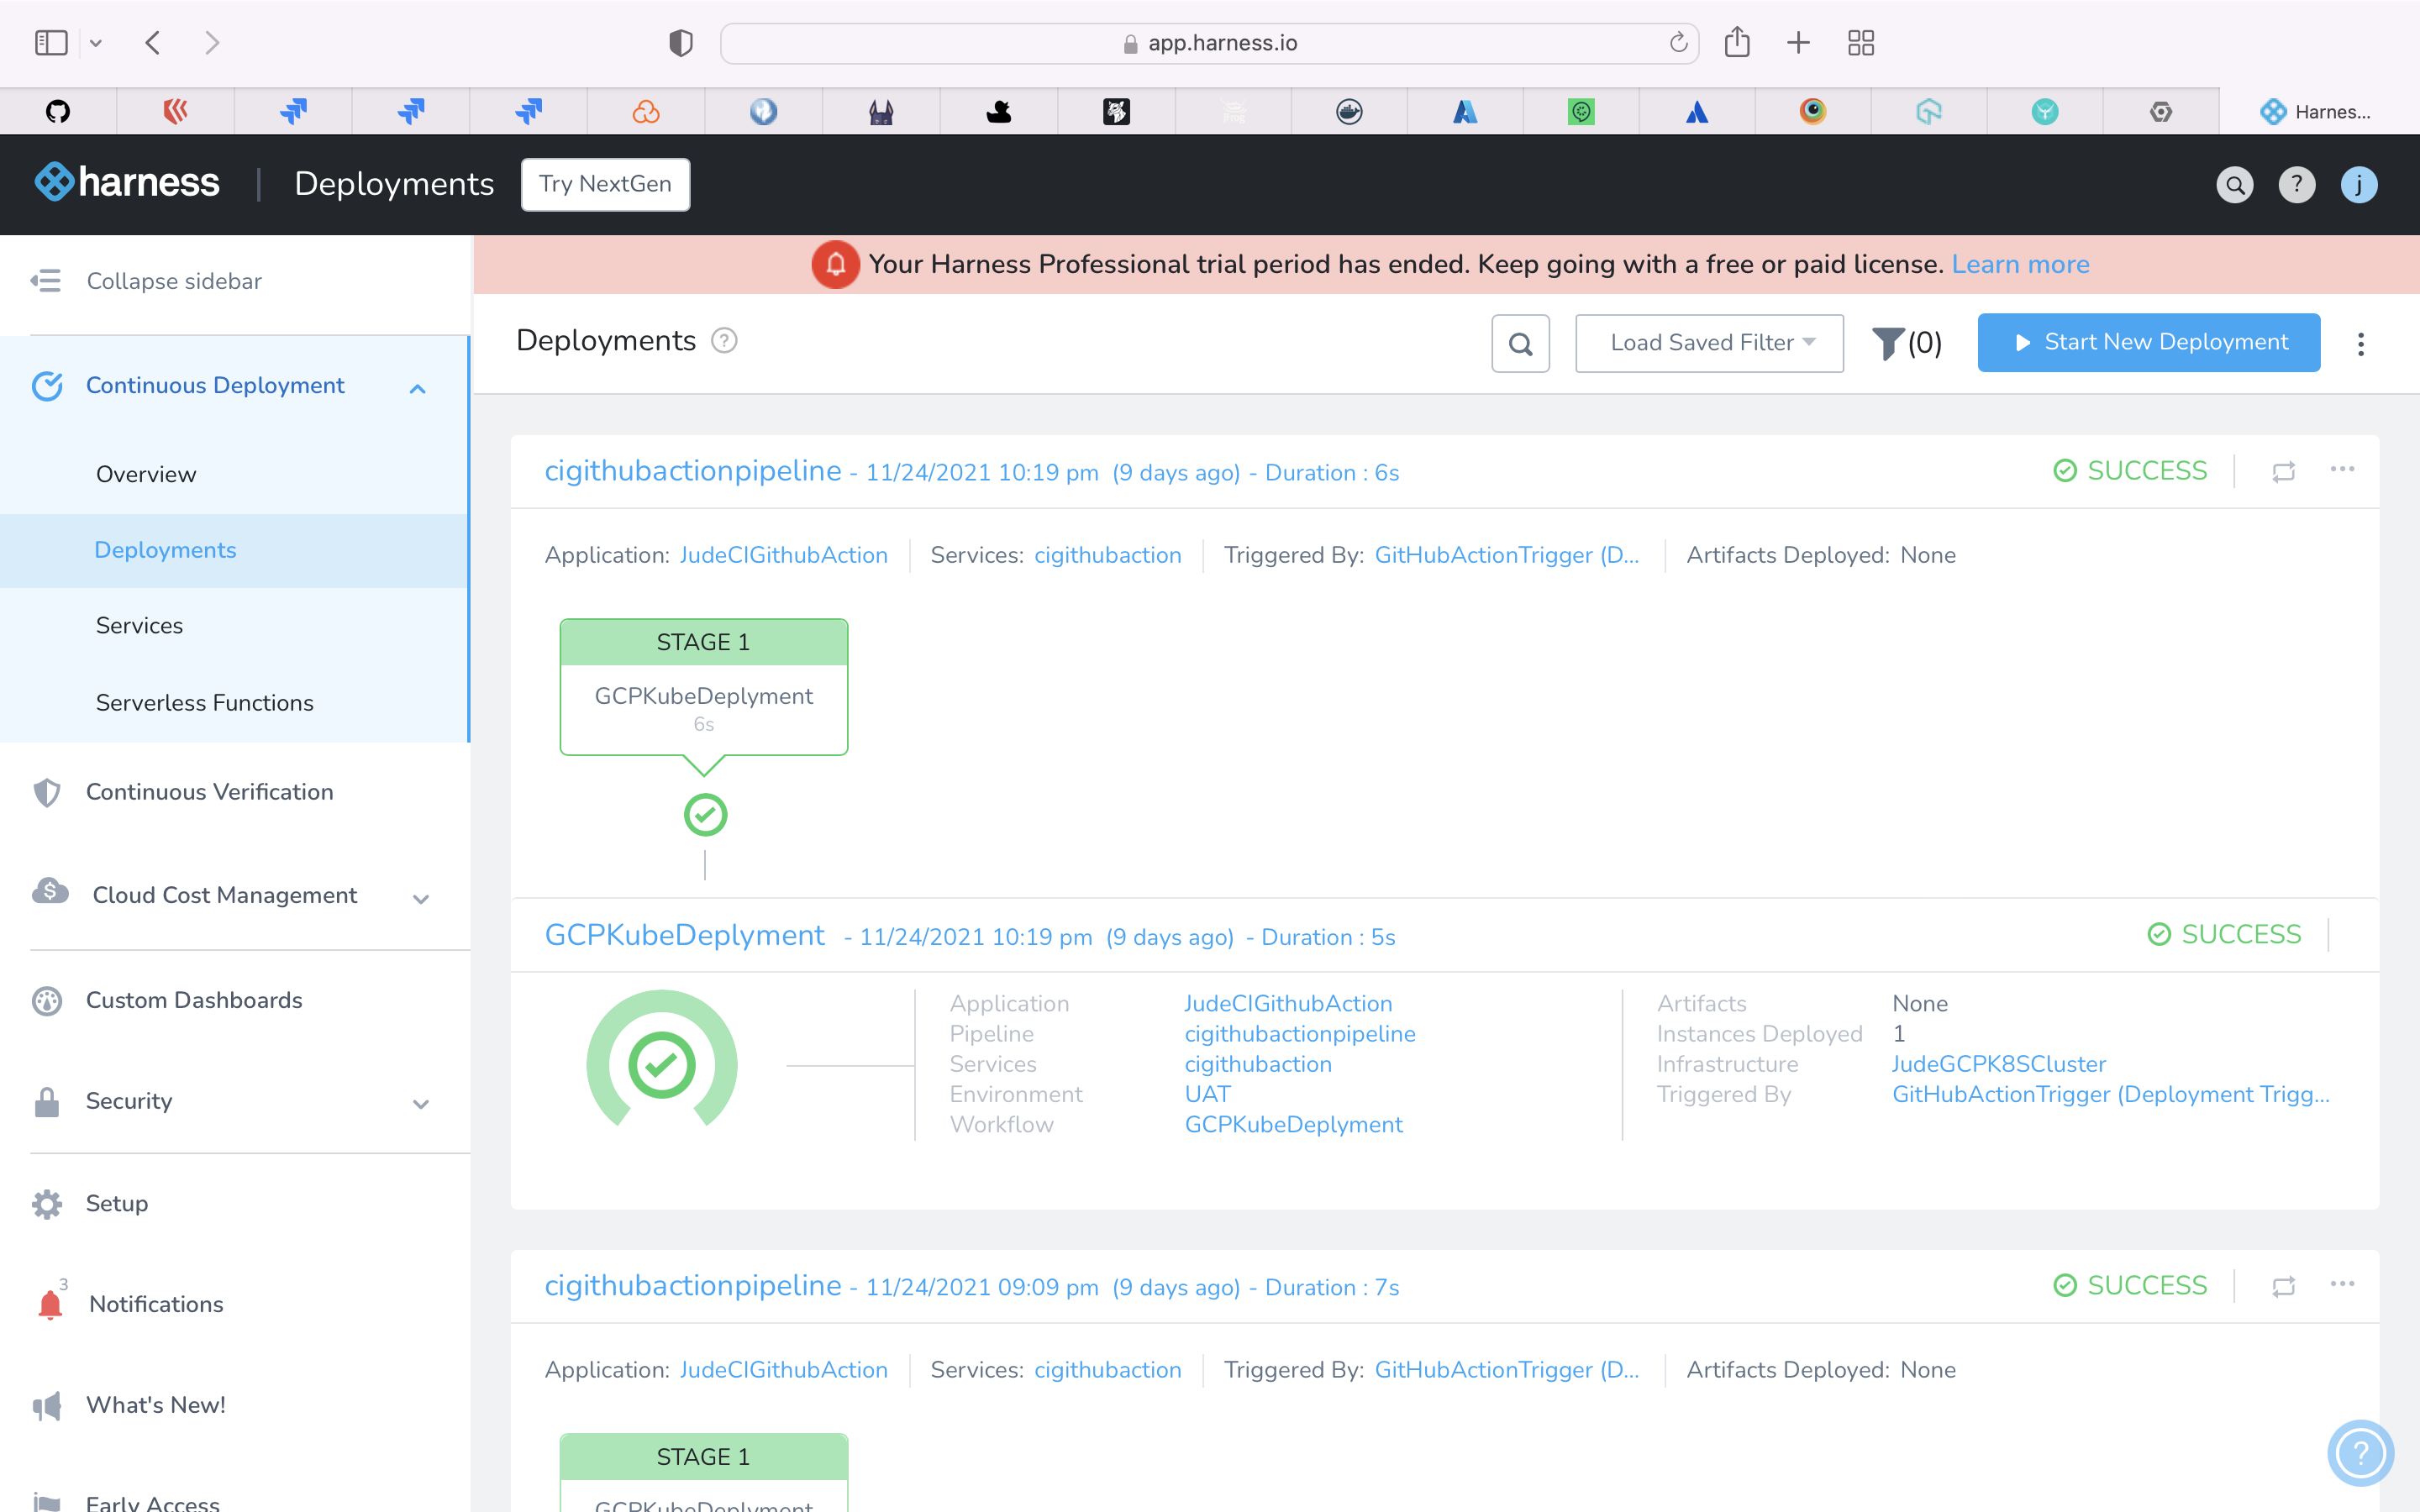 app.harness.io
Harnes...
harness
Deployments
Try NextGen
?
j
Your Harness Professional trial period has ended. Keep going with a free or paid license. Learn more
Collapse sidebar
Continuous Deployment
Overview
Deployments
Services
Serverless Functions
Continuous Verification
Cloud Cost Management
Custom Dashboards
Security
Setup
3
Notifications
What's New!
Early Access
Deployments ?
Load Saved Filter
(0)
Start New Deployment
cigithubactionpipeline - 11/24/2021 10:19 pm (9 days ago) - Duration : 6s
SUCCESS
Application: JudeCIGithubAction
Services: cigithubaction
Triggered By: GitHubActionTrigger (D...
Artifacts Deployed: None
STAGE 1
GCPKubeDeplyment
6s
GCPKubeDeplyment - 11/24/2021 10:19 pm (9 days ago) - Duration : 5s
SUCCESS
Application JudeCIGithubAction
Pipeline cigithubactionpipeline
Services cigithubaction
Environment UAT
Workflow GCPKubeDeplyment
Artifacts None
Instances Deployed 1
Infrastructure JudeGCPK8SCluster
Triggered By GitHubActionTrigger (Deployment Trigg...
cigithubactionpipeline - 11/24/2021 09:09 pm (9 days ago) - Duration : 7s
SUCCESS
Application: JudeCIGithubAction
Services: cigithubaction
Triggered By: GitHubActionTrigger (D...
Artifacts Deployed: None
STAGE 1
GCPKubeDeplyment
?